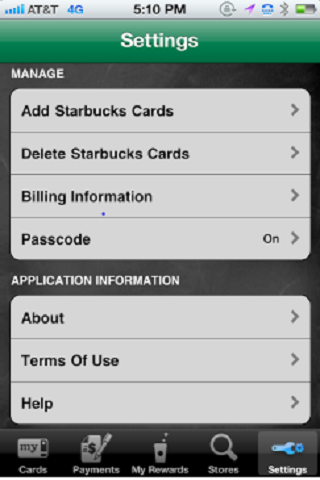 AT&T 4G 5:10 PM
Settings
MANAGE
Add Starbucks Cards
Delete Starbucks Cards
Billing Information
Passcode On
APPLICATION INFORMATION
About
Terms Of Use
Help
my
Cards Payments My Rewards Stores Settings